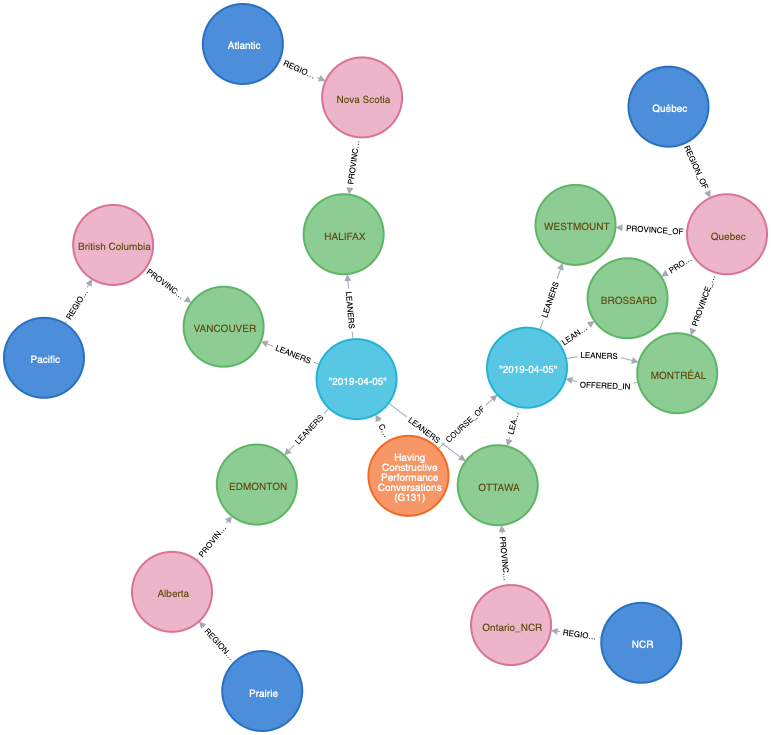 Atlantic
REGIO...
Nova Scotia
PROVINC...
HALIFAX
LEANERS
British Columbia
PROVINC...
REGIO...
Pacific
VANCOUVER
LEANERS
"2019-04-05"
LEANERS
EDMONTON
PROVIN...
Alberta
REGION...
Prairie
LEANERS
C...
Having
Constructive
Performance
Conversations
(G131)
COURSE_OF
Québec
REGION_OF
Quebec
PROVINCE_OF
WESTMOUNT
PRO...
BROSSARD
PROVINCE_...
MONTRÉAL
LEANERS
LEAN...
LEANERS
OFFERED_IN
"2019-04-05"
LEA...
OTTAWA
PROVINC...
Ontario_NCR
REGIO...
NCR